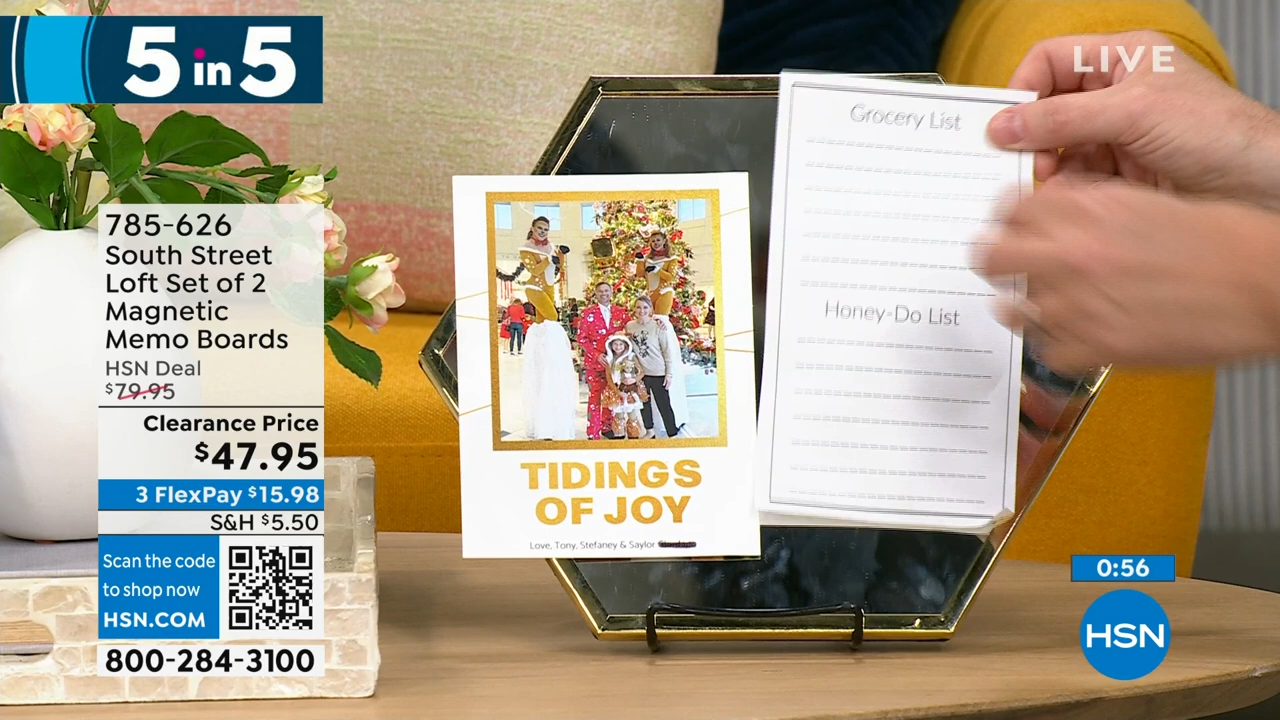 5 in 5
LIVE
785-626
South Street
Loft Set of 2
Magnetic
Memo Boards
HSN Deal
$79.95
Clearance Price
$47.95
3 FlexPay $15.98
S&H $5.50
Scan the code
to shop now
HSN.COM
800-284-3100
TIDINGS
OF JOY
Love, Tony, Stefaney & Saylor
Grocery List
Honey-Do List
0:56
HSN